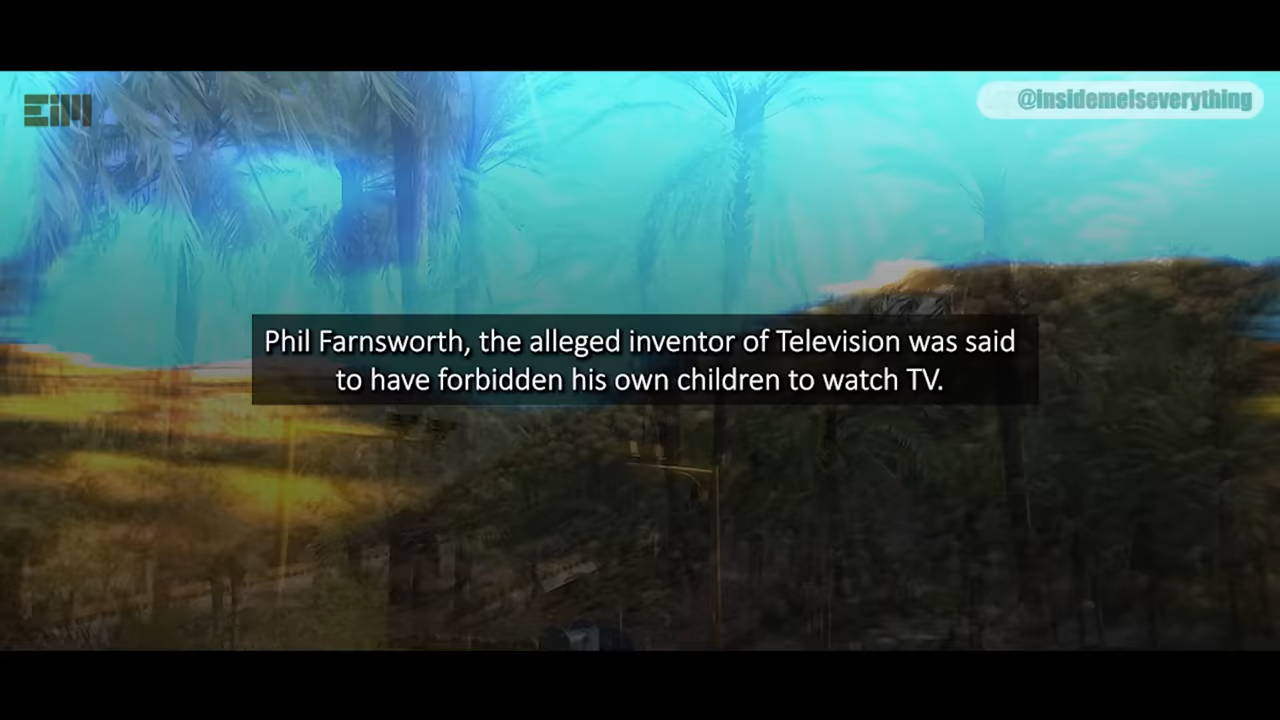 EiM
@insidemeiseverything
Phil Farnsworth, the alleged inventor of Television was said
to have forbidden his own children to watch TV.